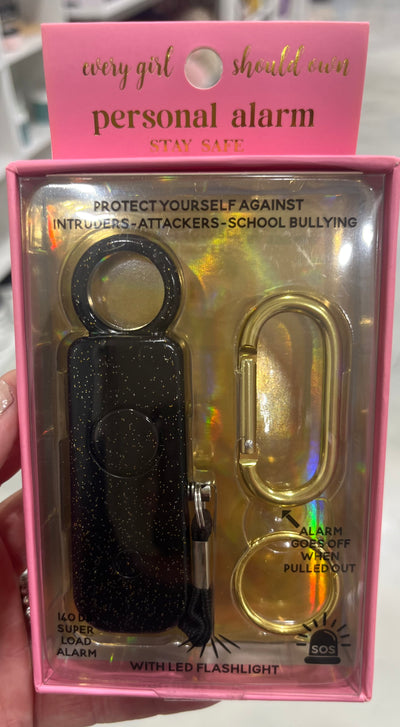 every girl should own
personal alarm
STAY SAFE
PROTECT YOURSELF AGAINST
INTRUDERS-ATTACKERS-SCHOOL BULLYING
ALARM
GOES OFF
WHEN
PULLED OUT
140 DB
SUPER
LOAD
ALARM
WITH LED FLASHLIGHT
SOS